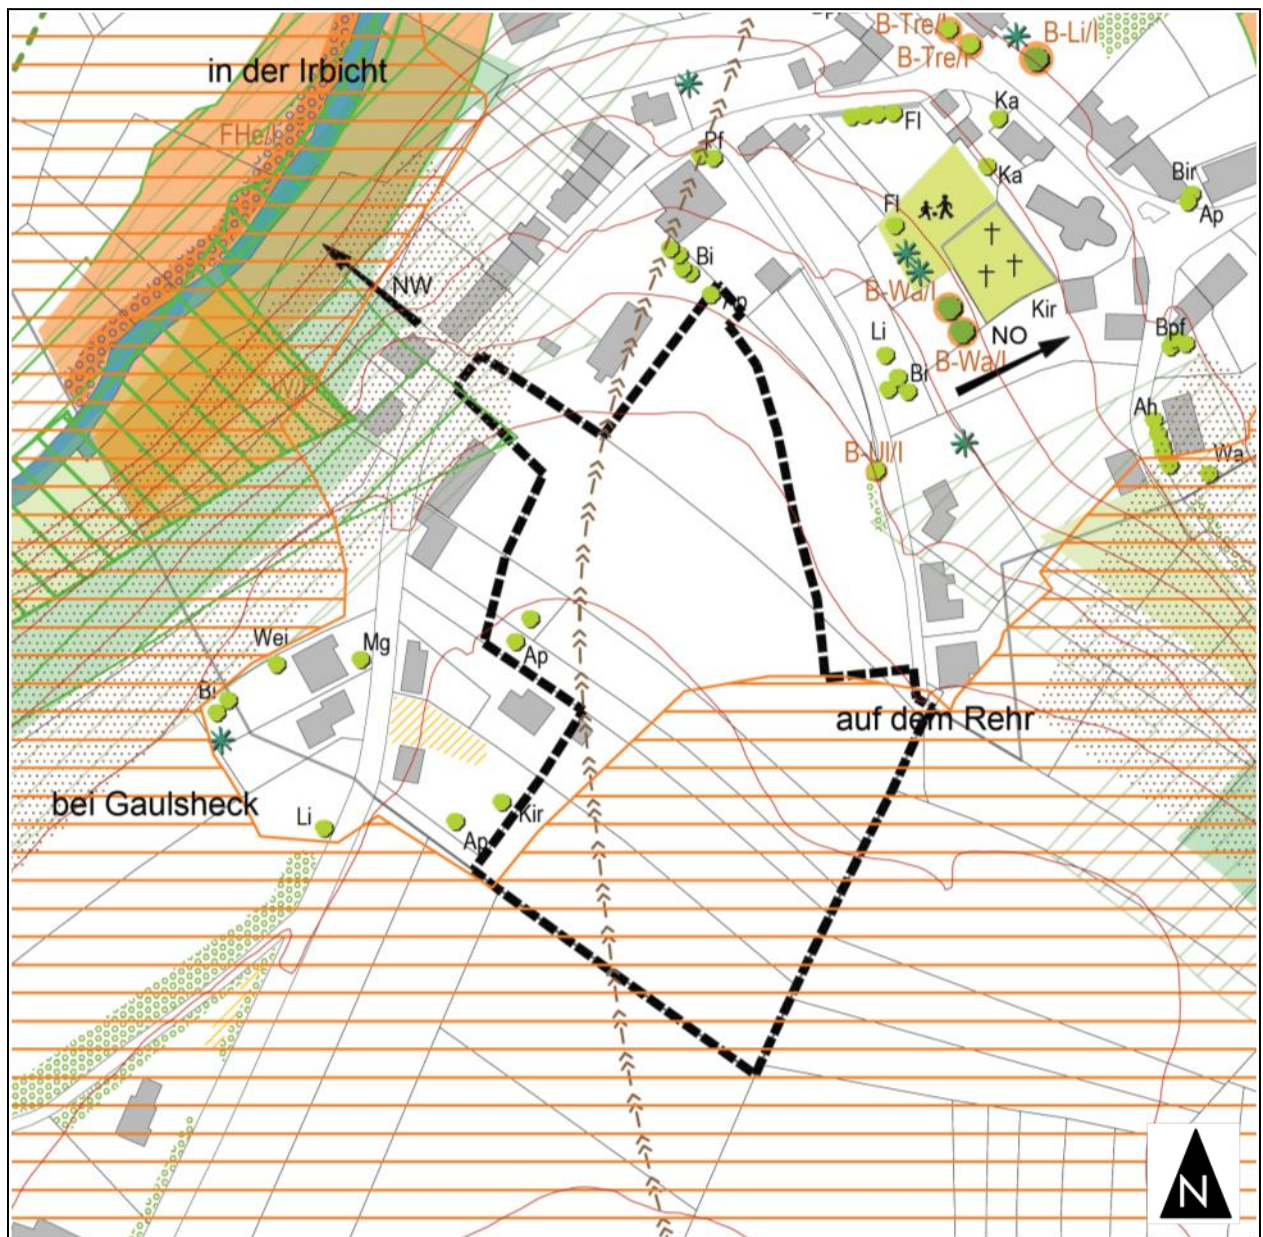 B-Tre/l
B-Li/l
B-Tre/l
in der Irbicht
Ka
Fl
FHe/l
Pf
Ka
Bir
Ap
Fl
Bi
NW
B-Wa/l
Kir
NO
Bpf
Li
B-Wa/l
Bi
Ah
B-Ul/l
Wa
Wei
Mg
Ap
Bi
auf dem Rehr
bei Gaulsheck
Li
Kir
Ap
N